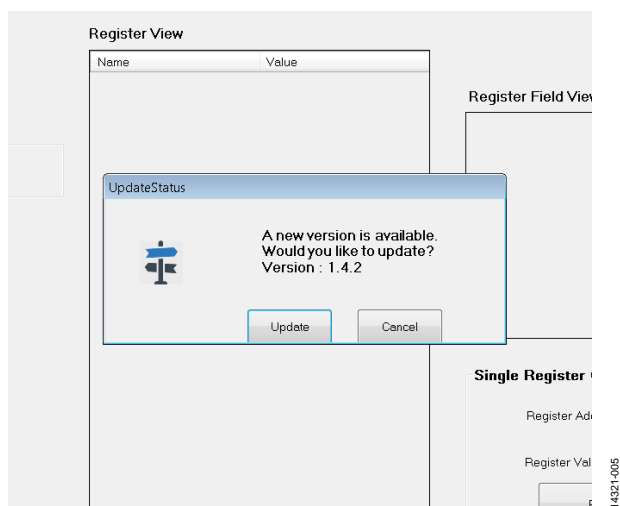 Register View
Name Value
Register Field View
UpdateStatus
A new version is available.
Would you like to update?
Version : 1.4.2
Update Cancel
Single Register
Register Add
Register Val
14321-005